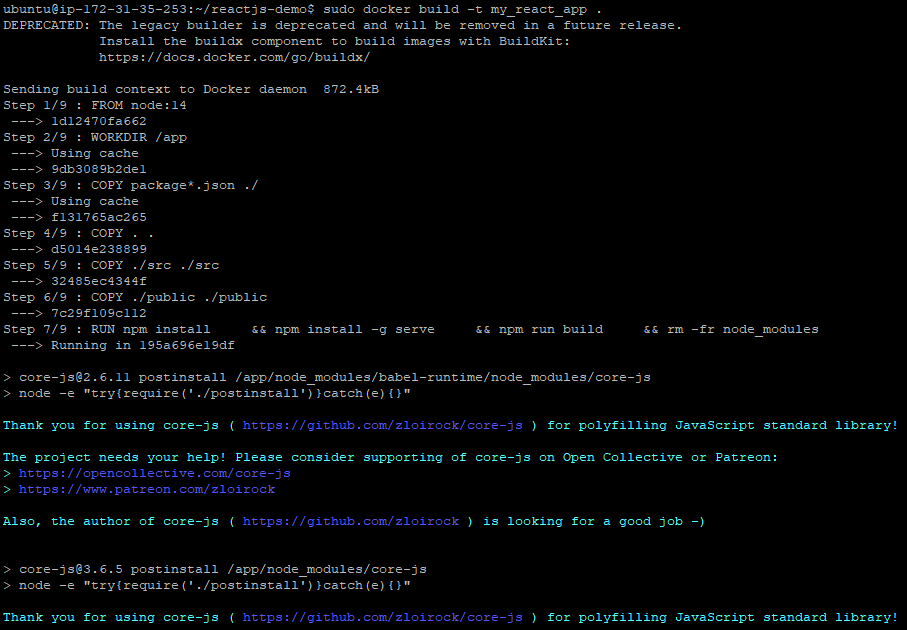 ubuntu@ip-172-31-35-253:~/reactjs-demo$ sudo docker build -t my_react_app .
DEPRECATED: The legacy builder is deprecated and will be removed in a future release.
            Install the buildx component to build images with BuildKit:
            https://docs.docker.com/go/buildx/

Sending build context to Docker daemon  872.4kB
Step 1/9 : FROM node:14
 ---> 1d12470fa662
Step 2/9 : WORKDIR /app
 ---> Using cache
 ---> 9db3089b2de1
Step 3/9 : COPY package*.json ./
 ---> Using cache
 ---> f131765ac265
Step 4/9 : COPY . .
 ---> d5014e238899
Step 5/9 : COPY ./src ./src
 ---> 32485ec4344f
Step 6/9 : COPY ./public ./public
 ---> 7c29f109c112
Step 7/9 : RUN npm install     && npm install -g serve     && npm run build     && rm -fr node_modules
 ---> Running in 195a696e19df

> core-js@2.6.11 postinstall /app/node_modules/babel-runtime/node_modules/core-js
> node -e "try{require('./postinstall')}catch(e){}"

Thank you for using core-js ( https://github.com/zloirock/core-js ) for polyfilling JavaScript standard library!

The project needs your help! Please consider supporting of core-js on Open Collective or Patreon:
> https://opencollective.com/core-js
> https://www.patreon.com/zloirock

Also, the author of core-js ( https://github.com/zloirock ) is looking for a good job -)


> core-js@3.6.5 postinstall /app/node_modules/core-js
> node -e "try{require('./postinstall')}catch(e){}"

Thank you for using core-js ( https://github.com/zloirock/core-js ) for polyfilling JavaScript standard library!